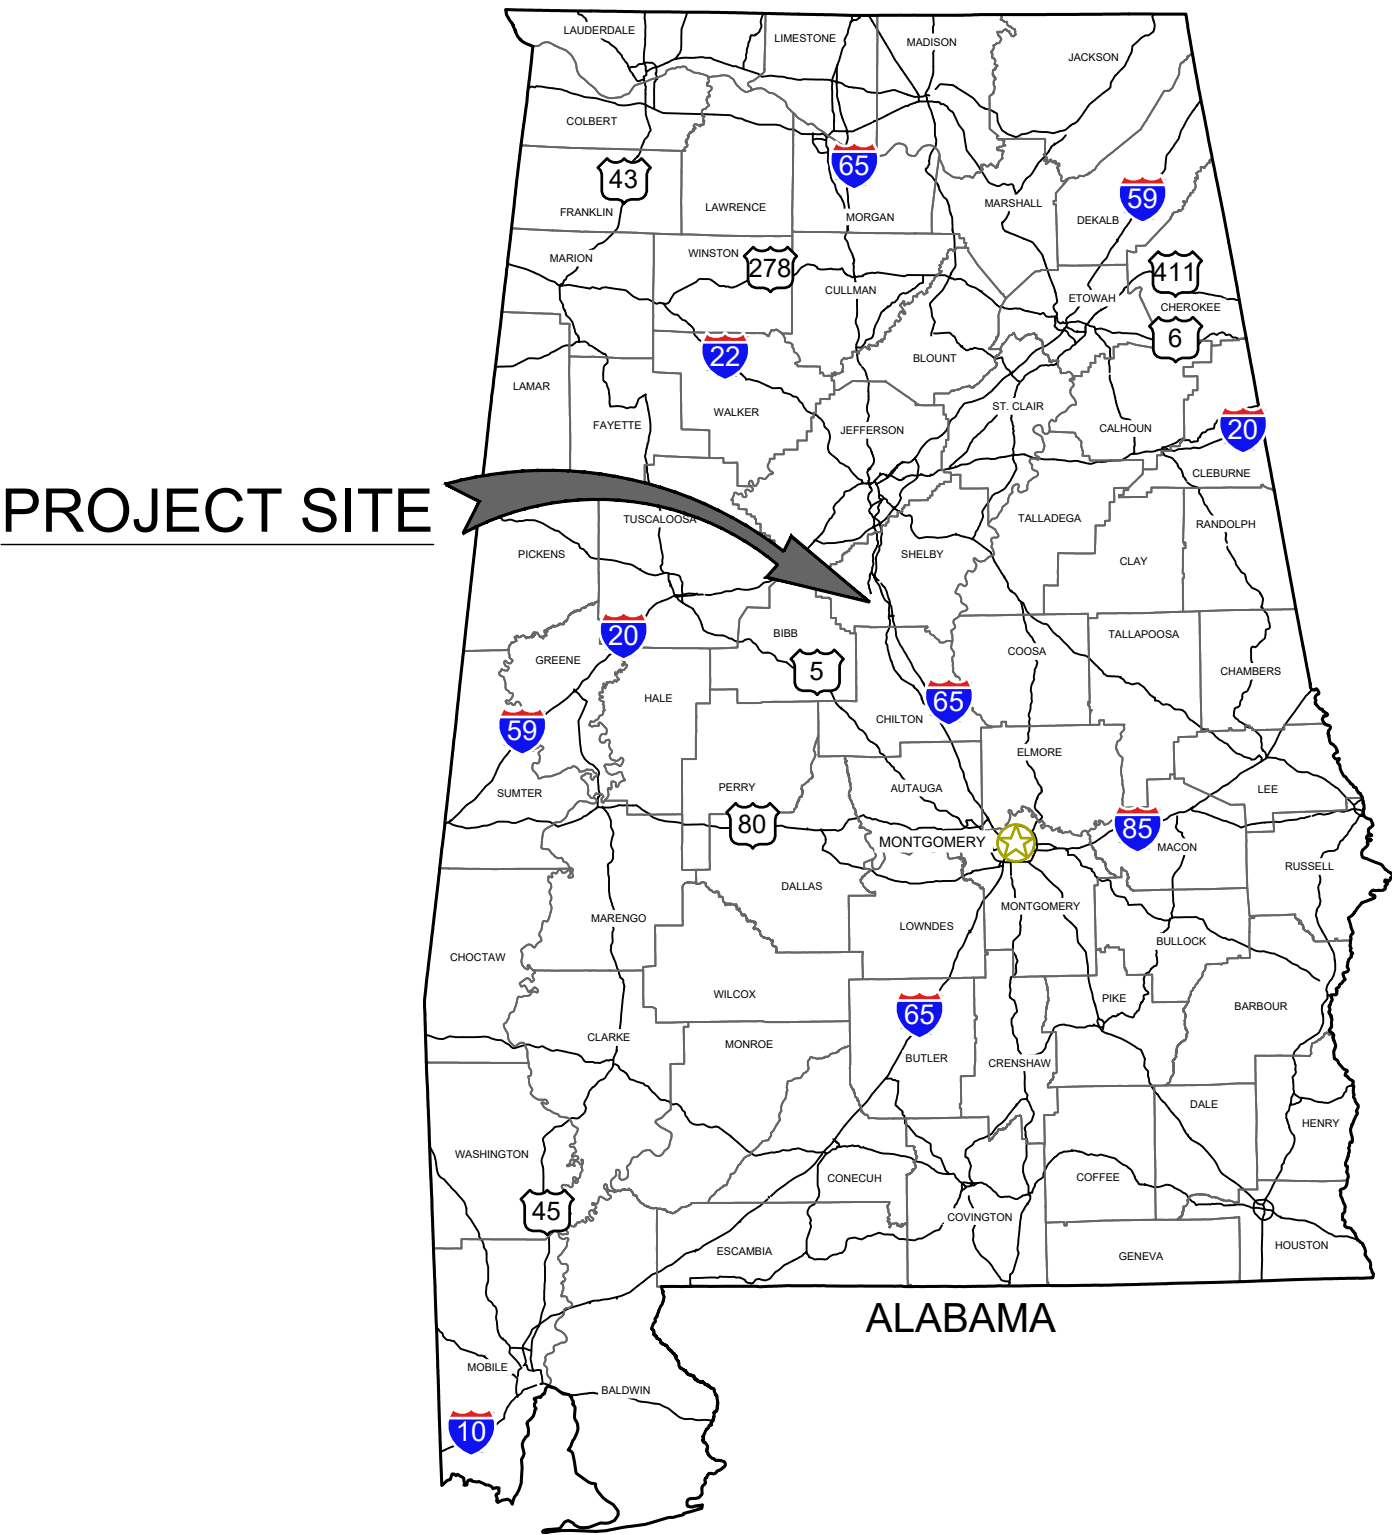 LAUDERDALE
LIMESTONE
MADISON
JACKSON
COLBERT
43
65
59
FRANKLIN
LAWRENCE
MORGAN
MARSHALL
DEKALB
MARION
WINSTON
278
CULLMAN
411
ETOWAH
CHEROKEE
6
22
BLOUNT
LAMAR
WALKER
ST. CLAIR
FAYETTE
JEFFERSON
CALHOUN
20
CLEBURNE
PROJECT SITE
TUSCALOOSA
TALLADEGA
RANDOLPH
PICKENS
SHELBY
CLAY
20
BIBB
TALLAPOOSA
GREENE
5
COOSA
CHAMBERS
HALE
65
59
CHILTON
ELMORE
SUMTER
PERRY
AUTAUGA
LEE
80
85
MONTGOMERY
MACON
RUSSELL
DALLAS
MARENGO
LOWNDES
MONTGOMERY
BULLOCK
CHOCTAW
WILCOX
65
PIKE
BARBOUR
CLARKE
MONROE
BUTLER
CRENSHAW
DALE
HENRY
WASHINGTON
CONECUH
COFFEE
45
COVINGTON
ESCAMBIA
GENEVA
HOUSTON
ALABAMA
MOBILE
BALDWIN
10